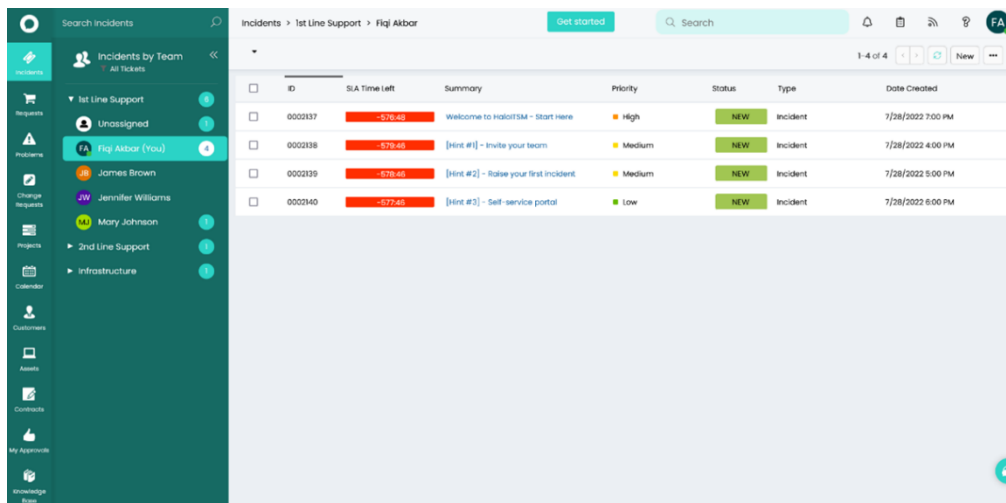 Search Incidents
Incidents > 1st Line Support > Fiqi Akbar
Get started
Search
FA
Incidents
Requests
Problems
Change Requests
Projects
Calendar
Customers
Assets
Contracts
My Approvals
Knowledge Base
Incidents by Team
All Tickets
1st Line Support
Unassigned 1
FA Fiqi Akbar (You) 4
JB James Brown
JW Jennifer Williams
MJ Mary Johnson 1
2nd Line Support 1
Infrastructure 1
1-4 of 4 New
ID SLA Time Left Summary Priority Status Type Date Created
0002137 -576:48 Welcome to HaloITSM - Start Here High NEW Incident 7/28/2022 7:00 PM
0002138 -579:46 [Hint #1] - Invite your team Medium NEW Incident 7/28/2022 4:00 PM
0002139 -578:46 [Hint #2] - Raise your first incident Medium NEW Incident 7/28/2022 5:00 PM
0002140 -577:46 [Hint #3] - Self-service portal Low NEW Incident 7/28/2022 6:00 PM